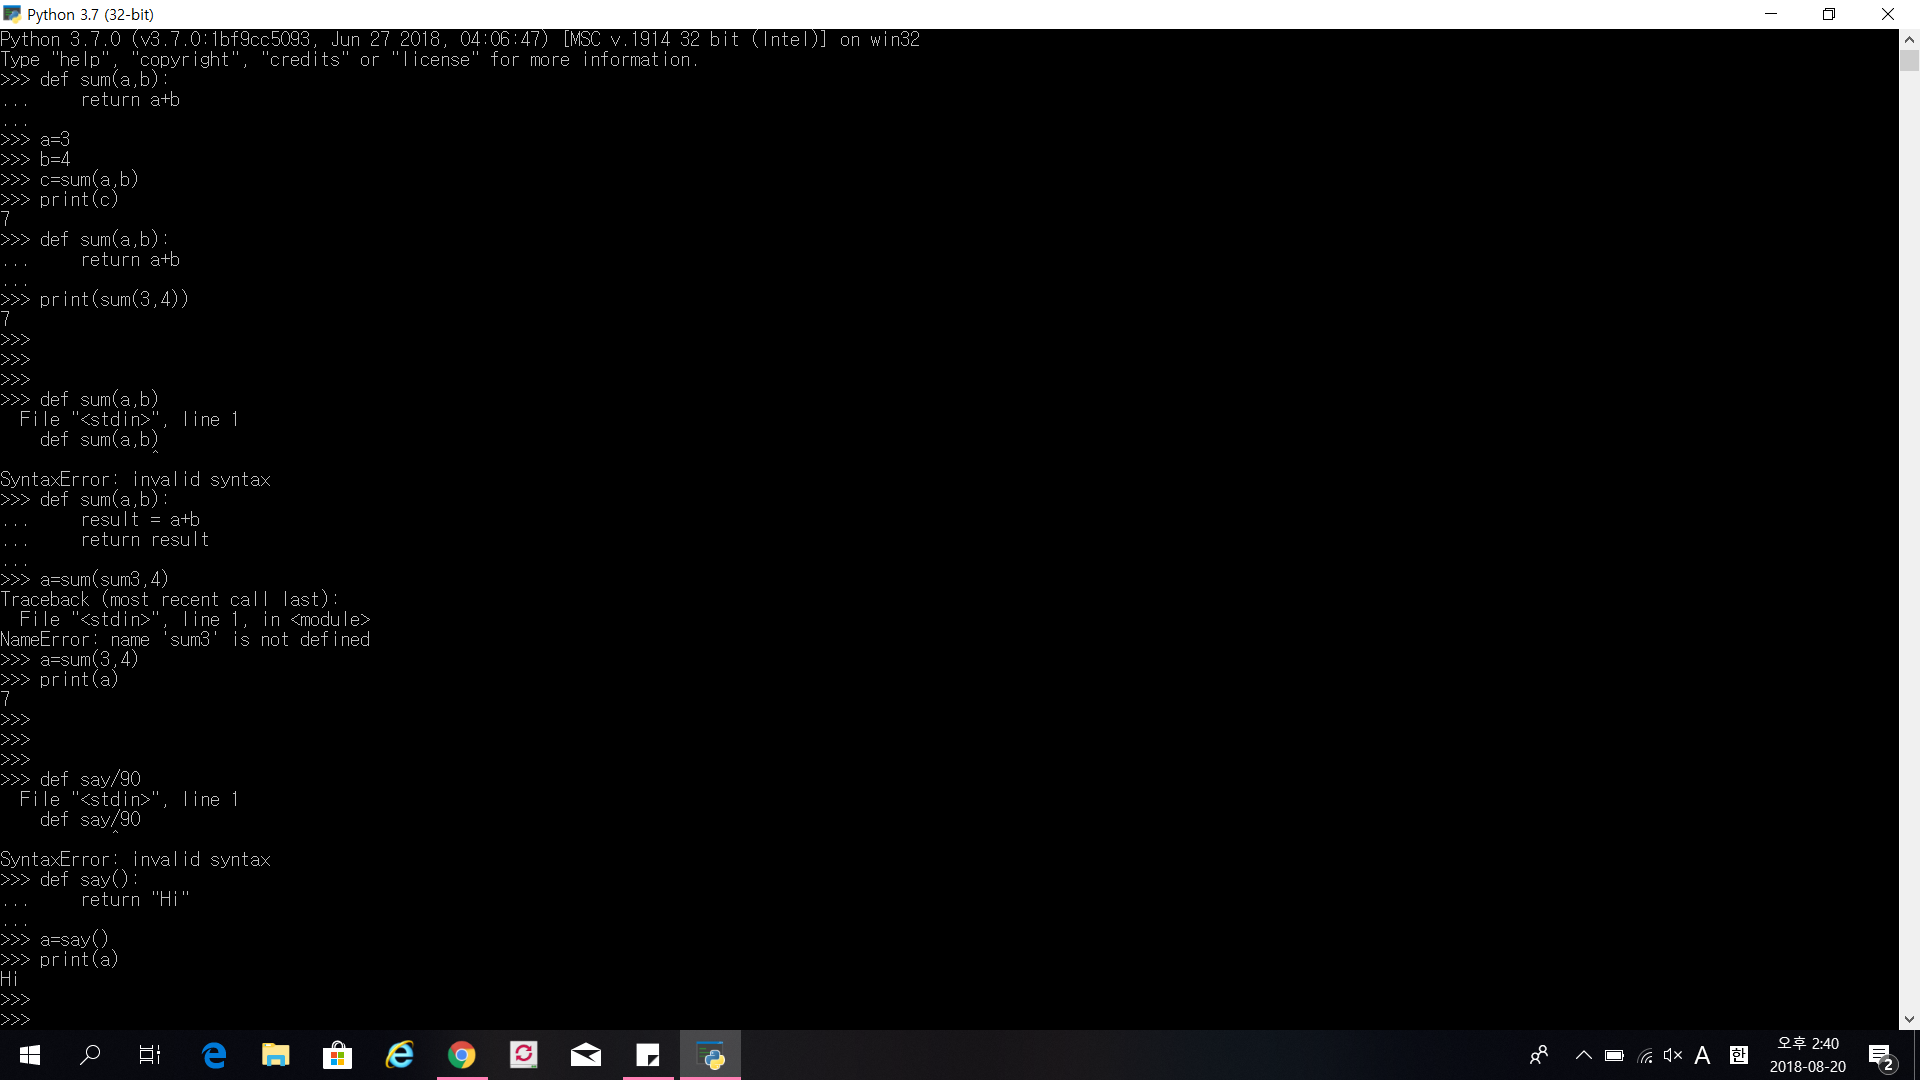 Python 3.7 (32-bit)
Python 3.7.0 (v3.7.0:1bf9cc5093, Jun 27 2018, 04:06:47) [MSC v.1914 32 bit (Intel)] on win32
Type "help", "copyright", "credits" or "license" for more information.
>>> def sum(a,b):
...     return a+b
...
>>> a=3
>>> b=4
>>> c=sum(a,b)
>>> print(c)
7
>>> def sum(a,b):
...     return a+b
...
>>> print(sum(3,4))
7
>>>
>>>
>>>
>>> def sum(a,b)
  File "<stdin>", line 1
    def sum(a,b)
               ^
SyntaxError: invalid syntax
>>> def sum(a,b):
...     result = a+b
...     return result
...
>>> a=sum(sum3,4)
Traceback (most recent call last):
  File "<stdin>", line 1, in <module>
NameError: name 'sum3' is not defined
>>> a=sum(3,4)
>>> print(a)
7
>>>
>>>
>>>
>>> def say/90
  File "<stdin>", line 1
    def say/90
           ^
SyntaxError: invalid syntax
>>> def say():
...     return "Hi"
...
>>> a=say()
>>> print(a)
Hi
>>>
>>>
A 한
오후 2:40
2018-08-20
2